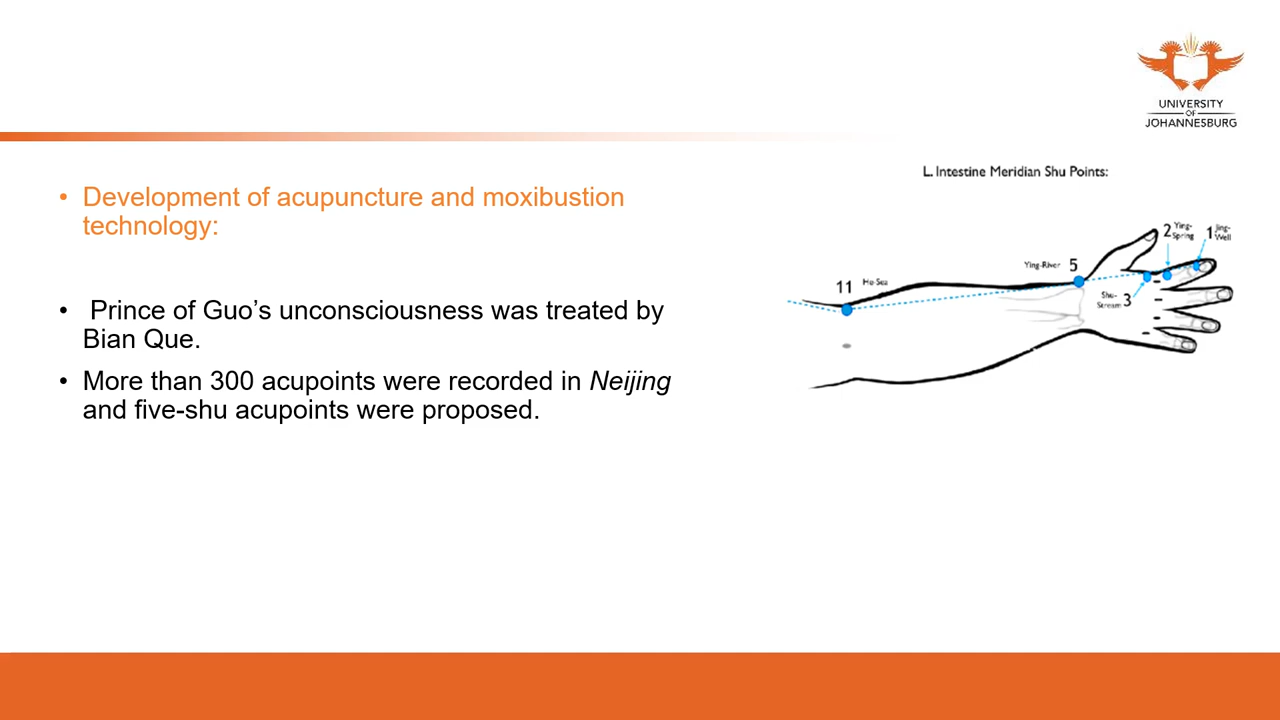 UNIVERSITY
OF
JOHANNESBURG
• Development of acupuncture and moxibustion
technology:
• Prince of Guo’s unconsciousness was treated by
Bian Que.
• More than 300 acupoints were recorded in Neijing
and five-shu acupoints were proposed.
L. Intestine Meridian Shu Points:
2 Ying-
Spring
1 Jing-
Well
Ying-River 5
11 He-Sea
Shu-
Stream 3